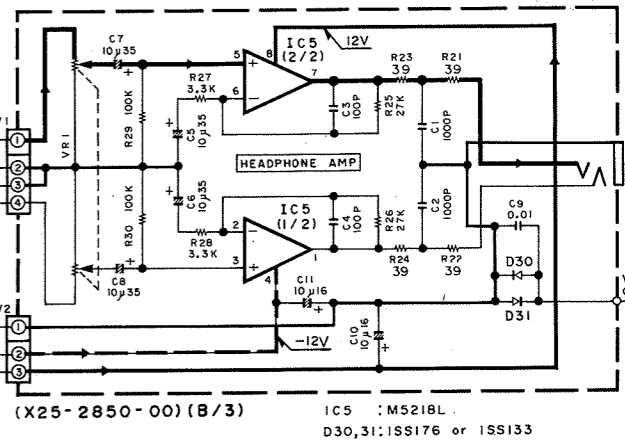 C7
10µ35
IC5
(2/2)
8
12V
5
7
R23
39
R21
39
6
R27
3.3K
100K
R29
C5
10µ35
C3
100P
R25
27K
C1
1000P
VR1
1
2
3
4
HEADPHONE AMP
C6
10µ35
100K
R30
IC5
(1/2)
2
3
1
4
C4
100P
R26
27K
C2
1000P
C9
0.01
R28
3.3K
R24
39
R22
39
C8
10µ35
C11
10µ16
D30
D31
C10
10µ16
-12V
1
2
3
(X25-2850-00)(B/3)
IC5 : M5218L
D30,31:1SS176 or 1SS133